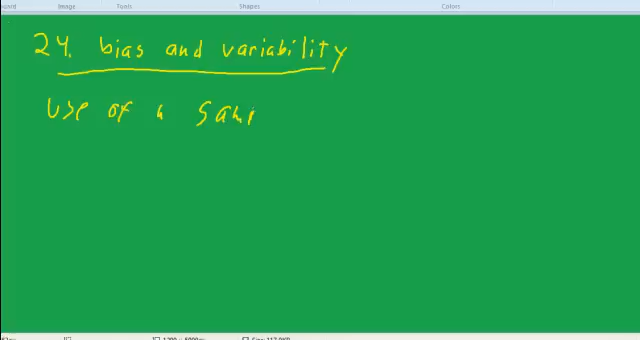 Image Tools Shapes Colors
24. bias and variability
Use of a